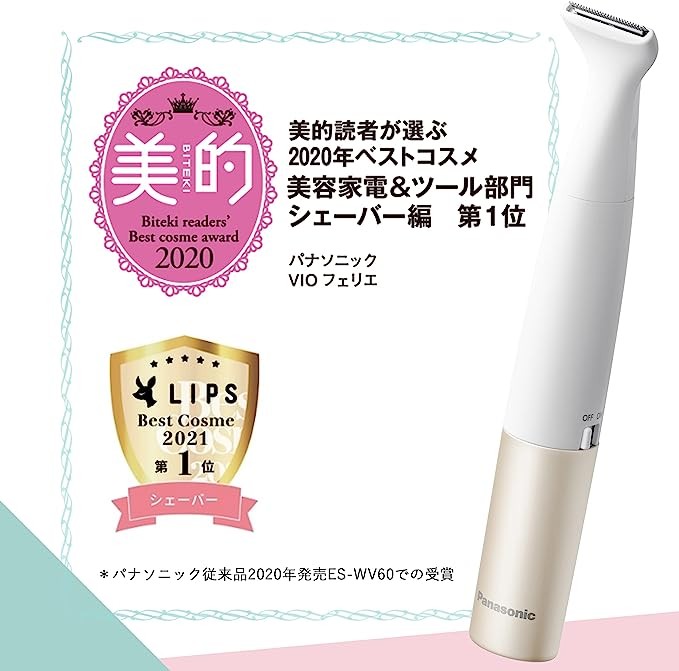 美的
BITEKI
Biteki readers'
Best cosme award
2020
美的読者が選ぶ
2020年ベストコスメ
美容家電&ツール部門
シェーバー編　第1位
パナソニック
VIO フェリエ
LIPS
Best Cosme
2021
第1位
シェーバー
＊パナソニック従来品2020年発売ES-WV60での受賞
OFF
Panasonic